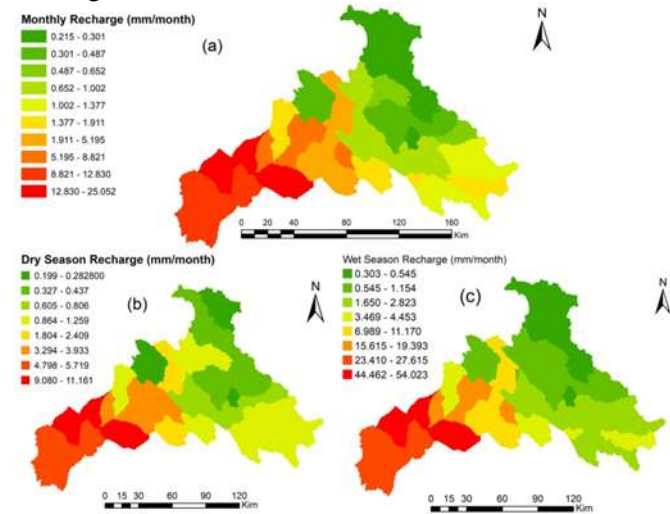 Monthly Recharge (mm/month)
0.215 - 0.301
0.301 - 0.487
0.487 - 0.652
0.652 - 1.002
1.002 - 1.377
1.377 - 1.911
1.911 - 5.195
5.195 - 8.821
8.821 - 12.830
12.830 - 25.052
(a)
N
0 20 40 80 120 160
Kim
Dry Season Recharge (mm/month)
0.199 - 0.282800
0.327 - 0.437
0.605 - 0.806
0.864 - 1.259
1.804 - 2.409
3.294 - 3.933
4.798 - 5.719
9.080 - 11.161
(b)
N
0 15 30 60 90 120
Kim
Wet Season Recharge (mm/month)
0.303 - 0.545
0.545 - 1.154
1.650 - 2.823
3.469 - 4.453
6.989 - 11.170
15.615 - 19.393
23.410 - 27.615
44.462 - 54.023
(c)
N
0 15 30 60 90 120
Kim